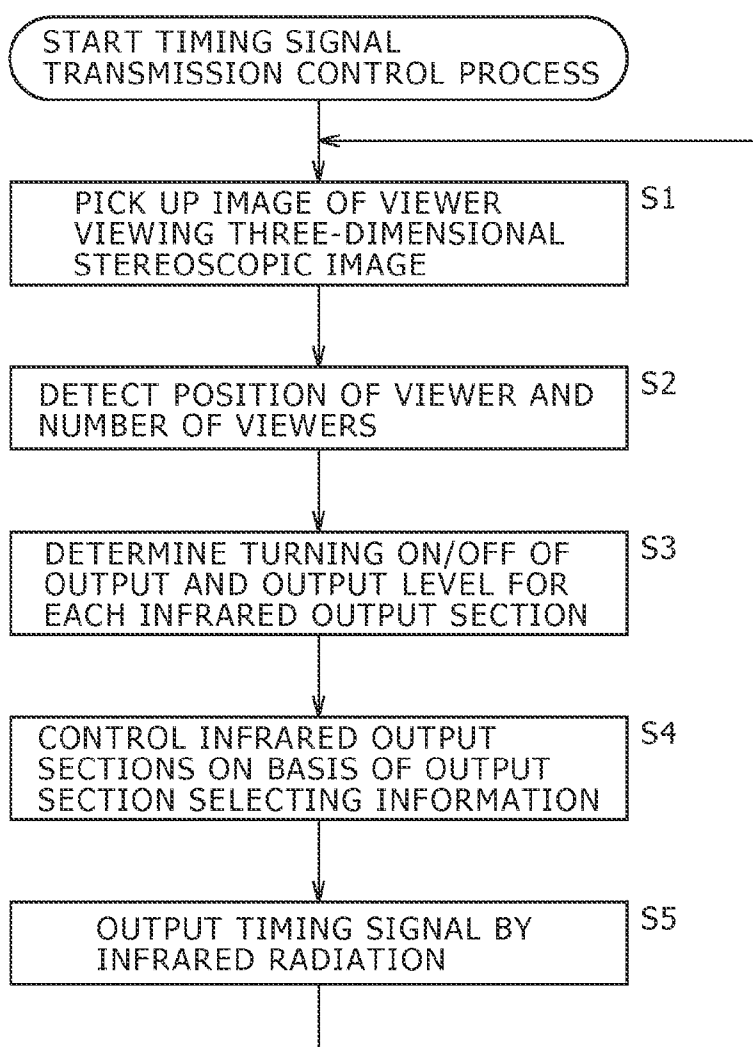 START TIMING SIGNAL
TRANSMISSION CONTROL PROCESS
PICK UP IMAGE OF VIEWER
VIEWING THREE-DIMENSIONAL
STEREOSCOPIC IMAGE
S1
DETECT POSITION OF VIEWER AND
NUMBER OF VIEWERS
S2
DETERMINE TURNING ON/OFF OF
OUTPUT AND OUTPUT LEVEL FOR
EACH INFRARED OUTPUT SECTION
S3
CONTROL INFRARED OUTPUT
SECTIONS ON BASIS OF OUTPUT
SECTION SELECTING INFORMATION
S4
OUTPUT TIMING SIGNAL BY
INFRARED RADIATION
S5